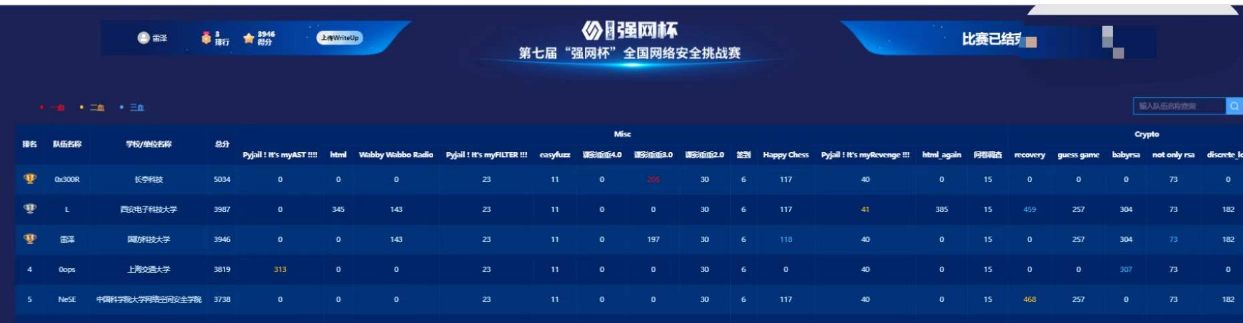 雷泽 3 排行 3946 得分 上传WriteUp
强网杯
第七届“强网杯”全国网络安全挑战赛
比赛已结束
一血 二血 三血
输入队伍名称查询
Misc Crypto
排名 队伍名称 学校/单位名称 总分 Pyjail ! It's myAST !!!! html Wabby Wabbo Radio Pyjail ! It's myFILTER !!! easyfuzz 谍影重重4.0 谍影重重3.0 谍影重重2.0 签到 Happy Chess Pyjail ! It's myRevenge !!! html_again 问卷调查 recovery guess game babyrsa not only rsa discrete_lo
0x300R 长亭科技 5034 0 0 0 23 11 0 206 30 6 117 40 0 15 0 0 0 73 0
L 西安电子科技大学 3987 0 345 143 23 11 0 0 30 6 117 41 385 15 459 257 304 73 182
雷泽 国防科技大学 3946 0 0 143 23 11 0 197 30 6 118 40 0 15 0 257 304 73 182
4 0ops 上海交通大学 3819 313 0 0 23 11 0 0 30 6 0 40 0 15 0 0 307 73 0
5 NeSE 中国科学院大学网络空间安全学院 3738 0 0 0 23 11 0 0 30 6 117 40 0 15 468 257 0 73 182